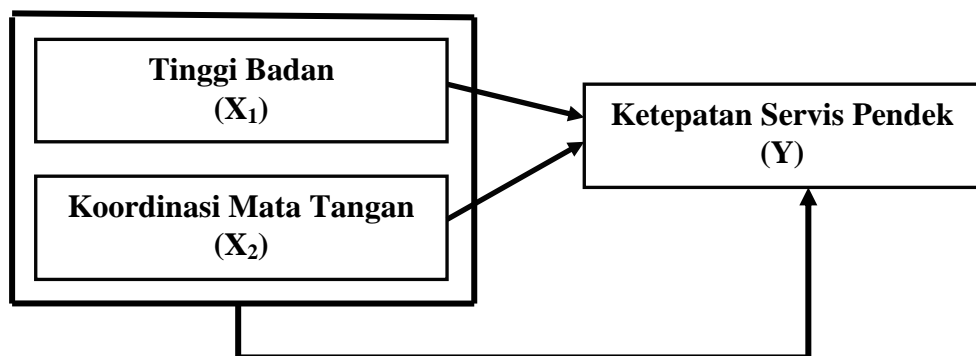 Tinggi Badan
(X₁)
Ketepatan Servis Pendek
(Y)
Koordinasi Mata Tangan
(X₂)